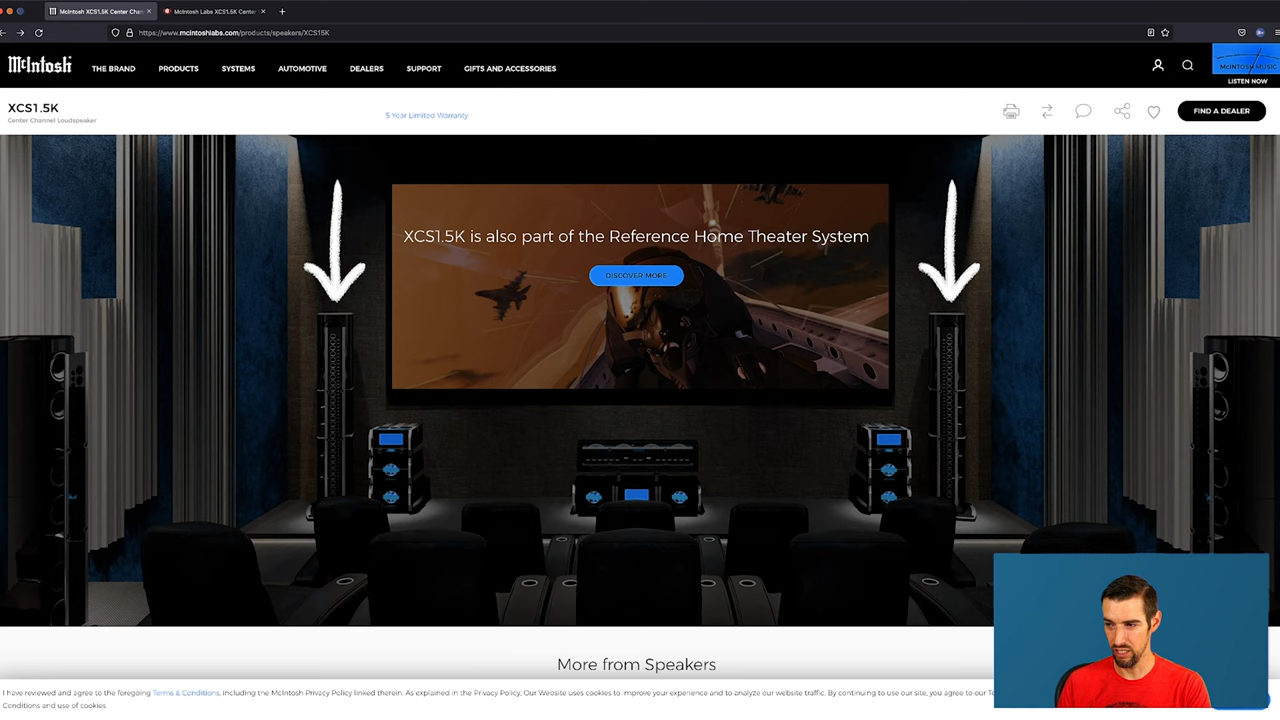 McIntosh XCS1.5K Center Chan
McIntosh Labs XCS1.5K Center
https://www.mcintoshlabs.com/products/speakers/XCS15K
McIntosh
THE BRAND
PRODUCTS
SYSTEMS
AUTOMOTIVE
DEALERS
SUPPORT
GIFTS AND ACCESSORIES
McINTOSH MUSIC
LISTEN NOW
XCS1.5K
Center Channel Loudspeaker
5 Year Limited Warranty
FIND A DEALER
XCS1.5K is also part of the Reference Home Theater System
DISCOVER MORE
More from Speakers
I have reviewed and agree to the foregoing Terms & Conditions, including the McIntosh Privacy Policy linked therein. As explained in the Privacy Policy, Our Website uses cookies to improve your experience and to analyze our website traffic. By continuing to use our site, you agree to our Te
Conditions and use of cookies.